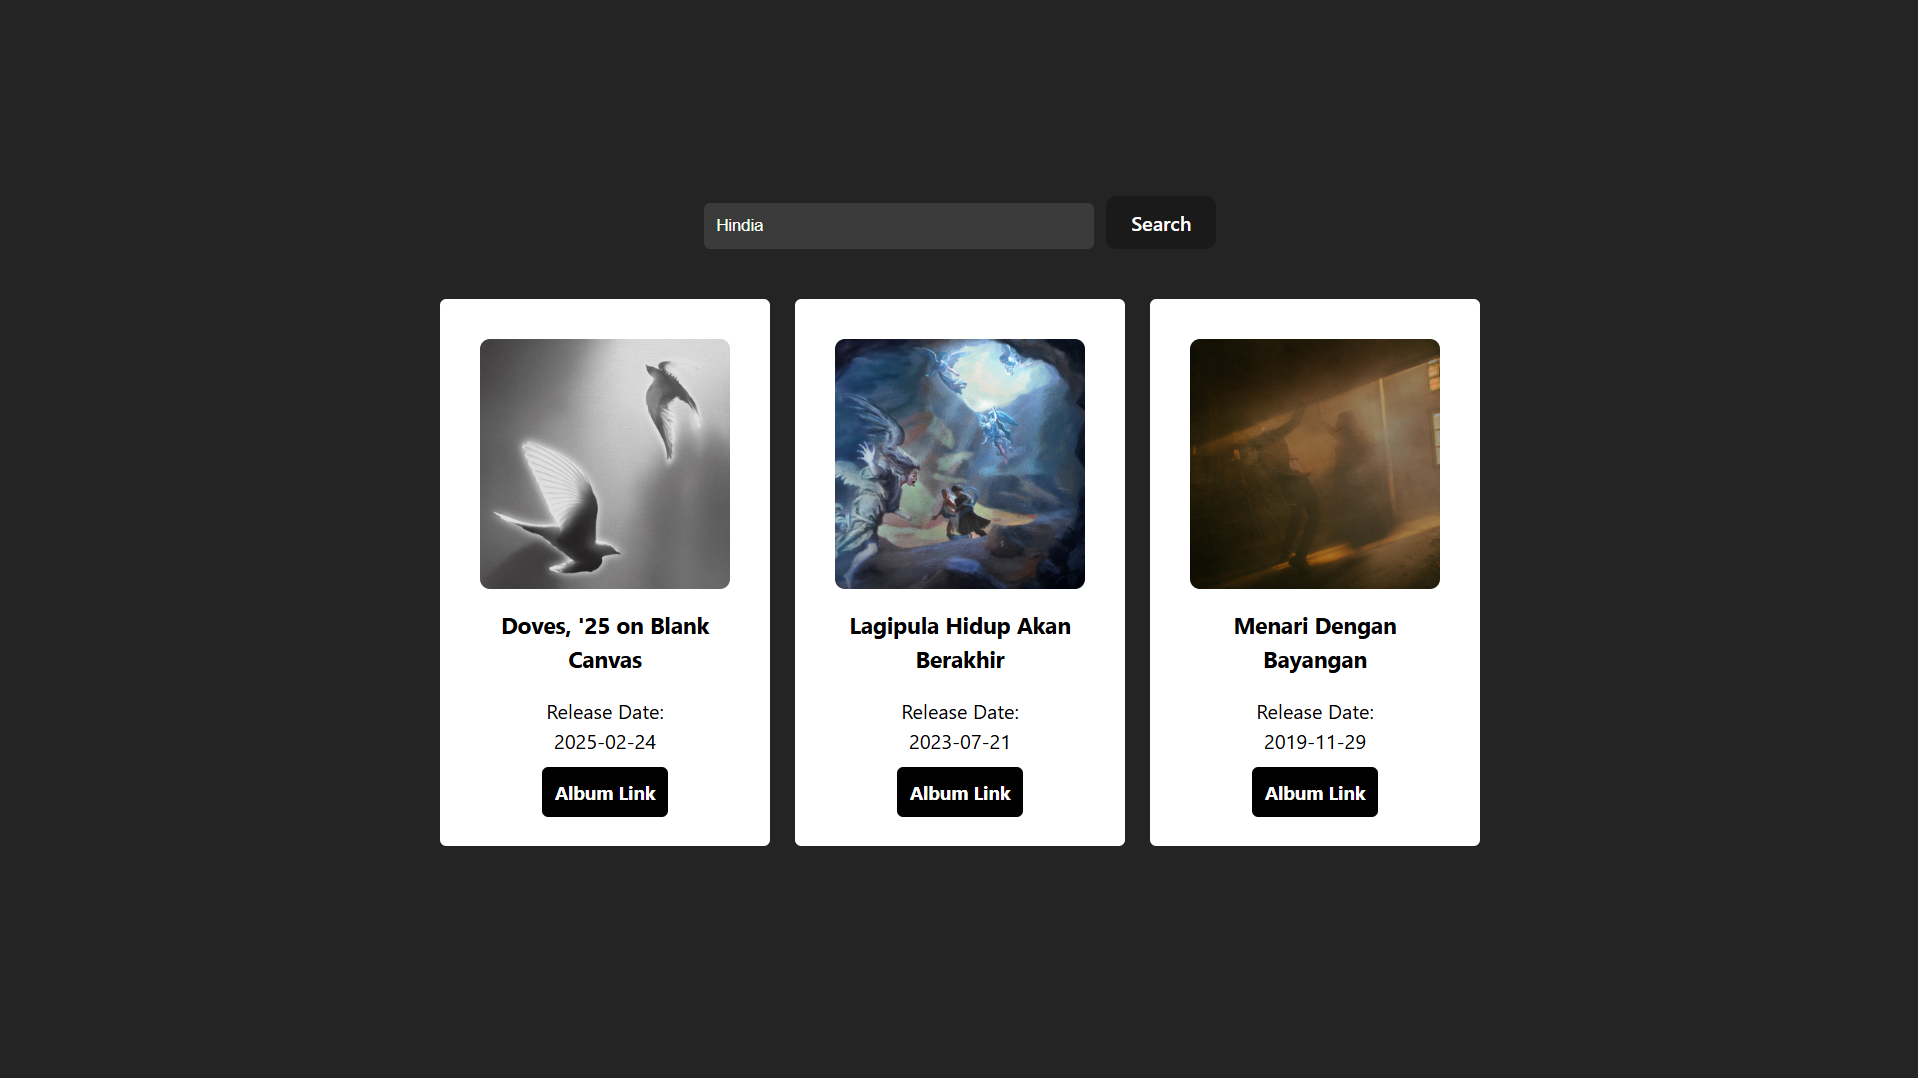 Hindia
Search
Doves, '25 on Blank
Canvas
Release Date:
2025-02-24
Album Link
Lagipula Hidup Akan
Berakhir
Release Date:
2023-07-21
Album Link
Menari Dengan
Bayangan
Release Date:
2019-11-29
Album Link